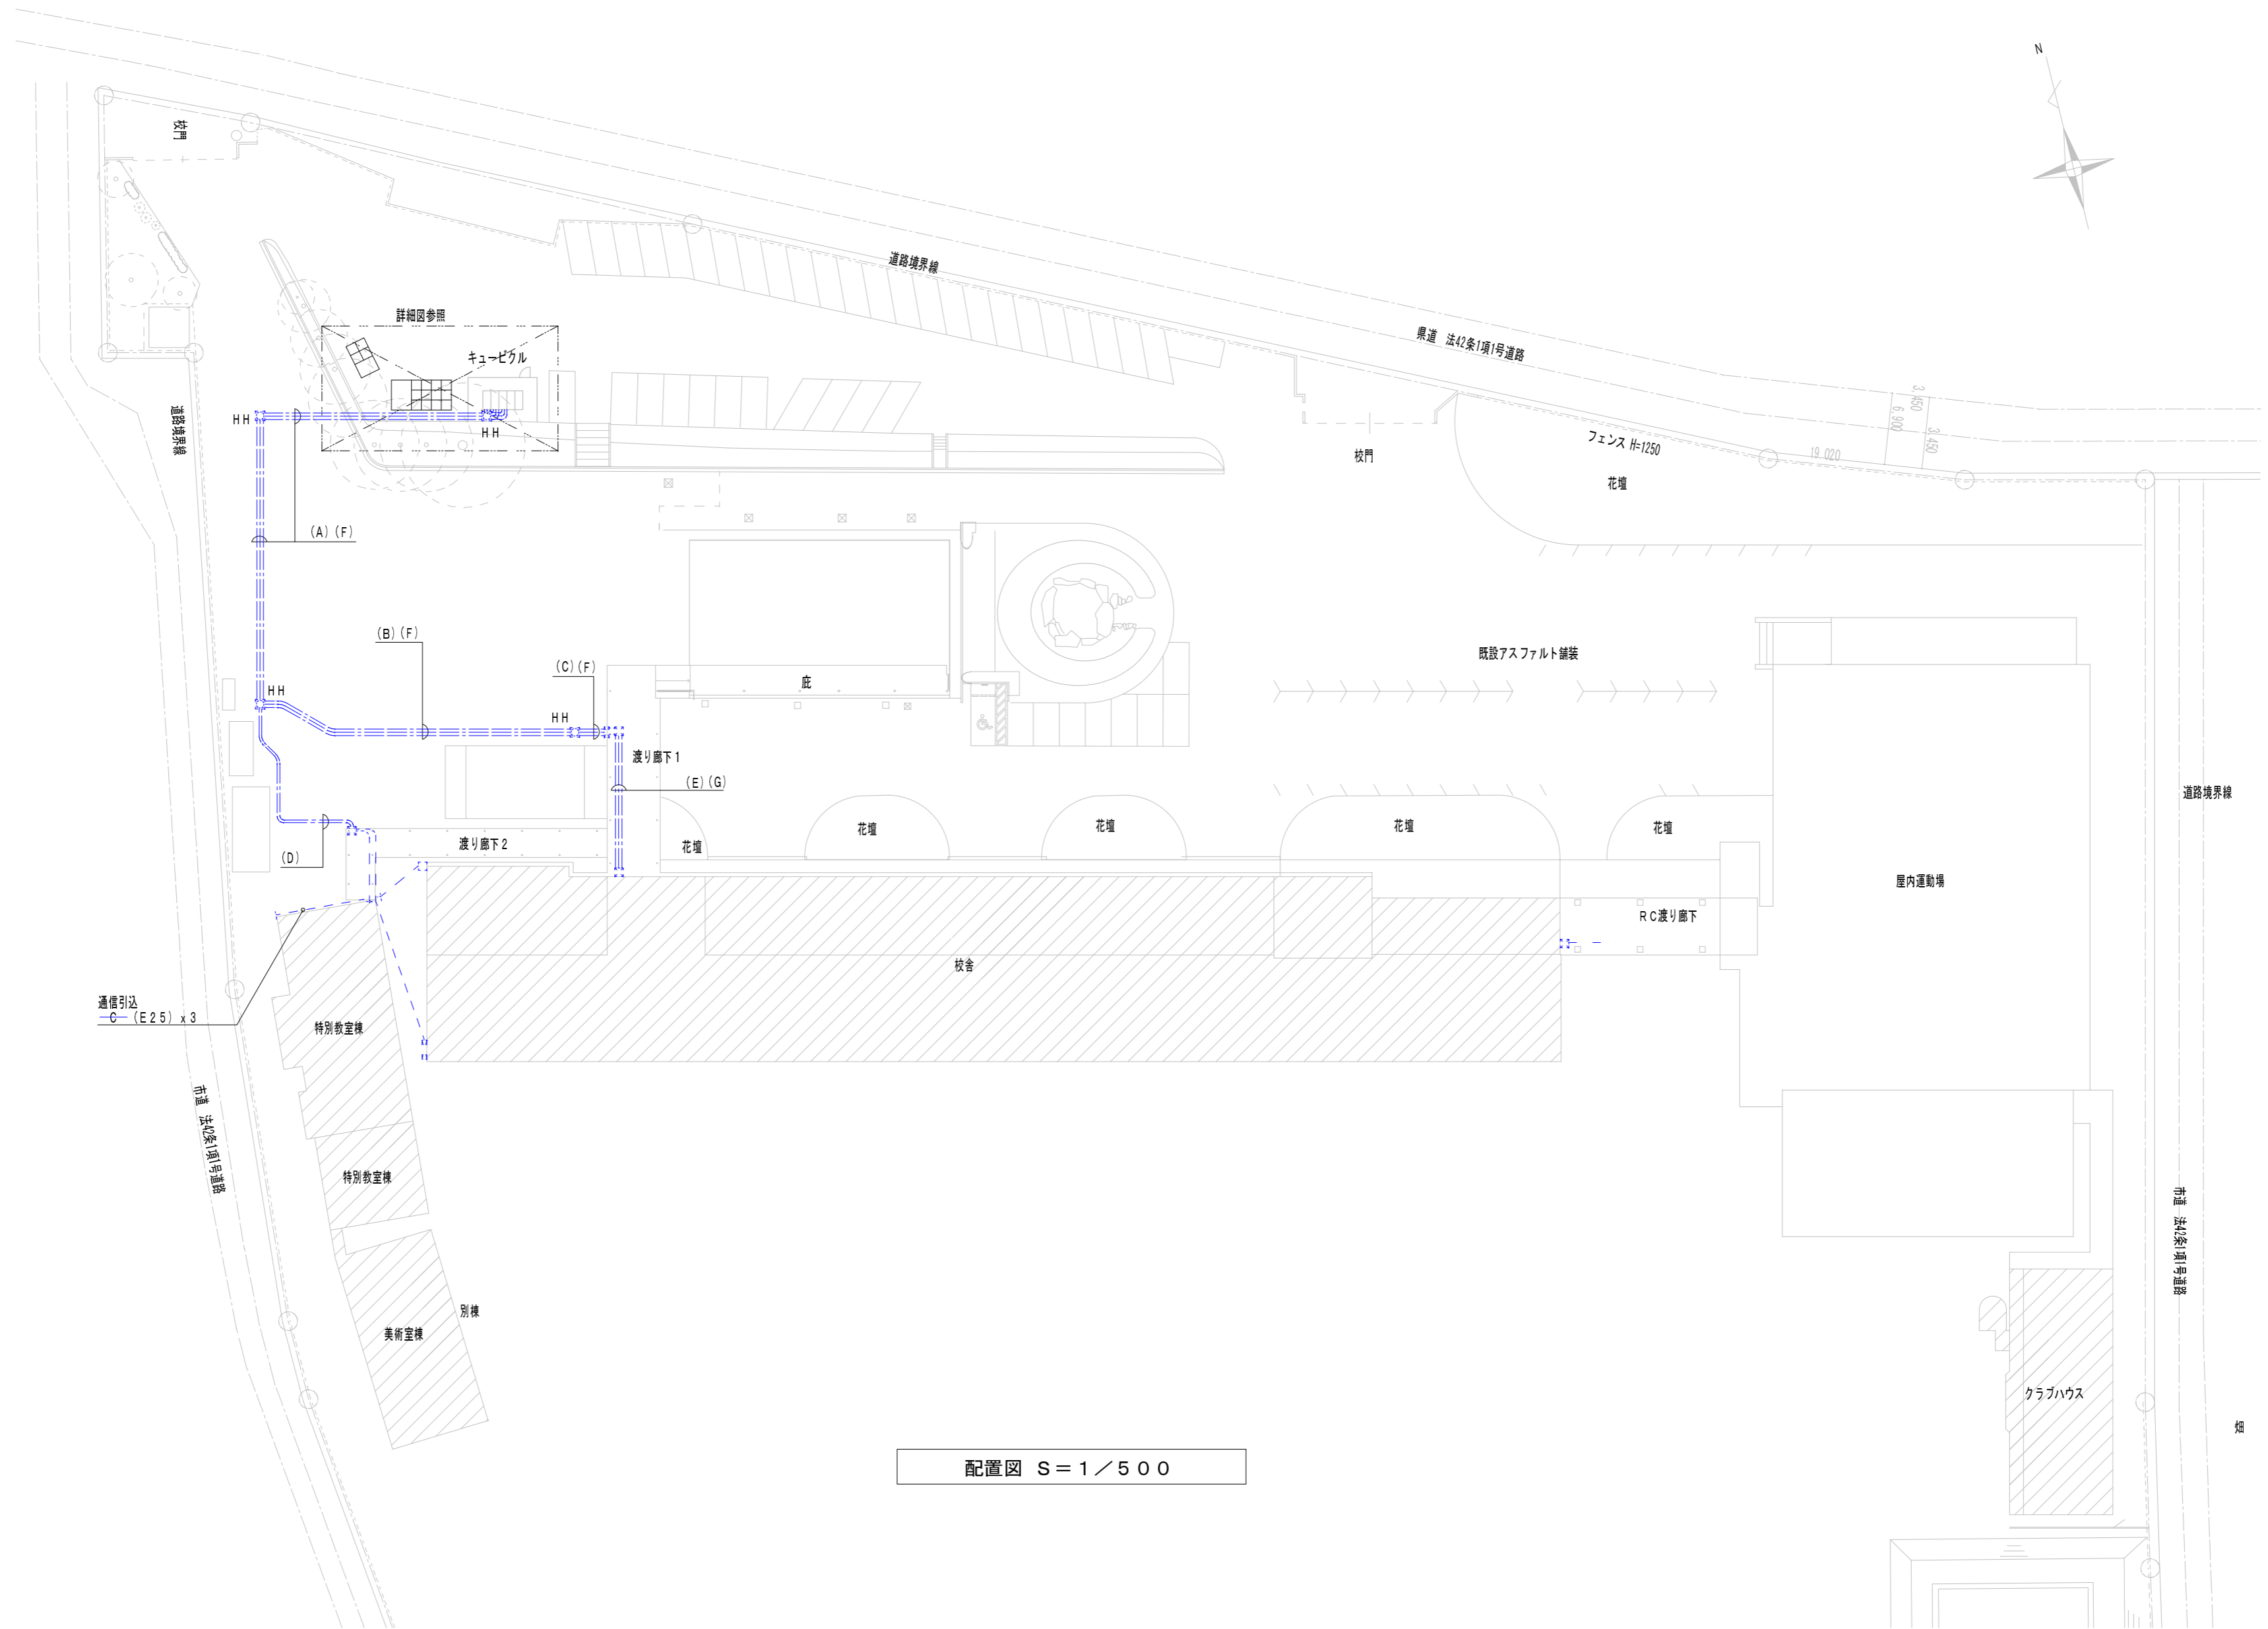 N
校門
道路境界線
詳細図参照
県道 法42条1項1号道路
キュービクル
3,450
6,900
3,450
HH
HH
道路境界線
フェンス H=1250
19,020
校門
花壇
(A)(F)
(B)(F)
(C)(F)
既設アスファルト舗装
庇
HH
HH
渡り廊下1
(E)(G)
道路境界線
花壇
花壇
花壇
花壇
花壇
渡り廊下2
(D)
屋内運動場
RC渡り廊下
校舎
通信引込
C (E25) x3
特別教室棟
市道 法42条1項1号道路
特別教室棟
市道 法42条1項1号道路
別棟
美術室棟
クラブハウス
畑
配置図 S=1/500